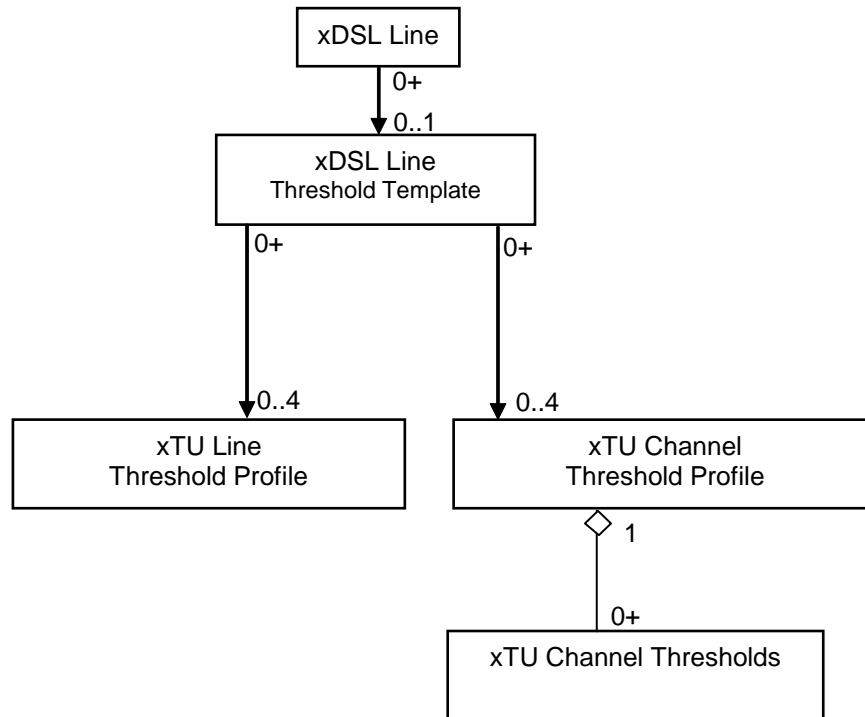 xDSL Line
0+
0..1
xDSL Line
Threshold Template
0+
0+
0..4
0..4
xTU Line
Threshold Profile
xTU Channel
Threshold Profile
1
0+
xTU Channel Thresholds